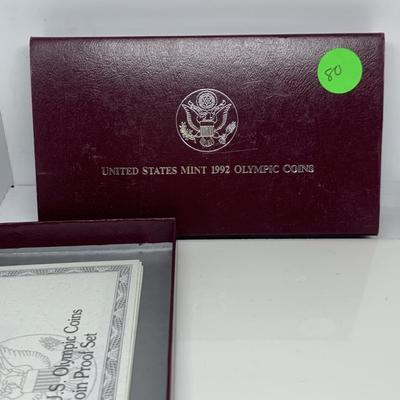 80
UNITED STATES MINT 1992 OLYMPIC COINS
U.S. Olympic Coins
Coin Proof Set